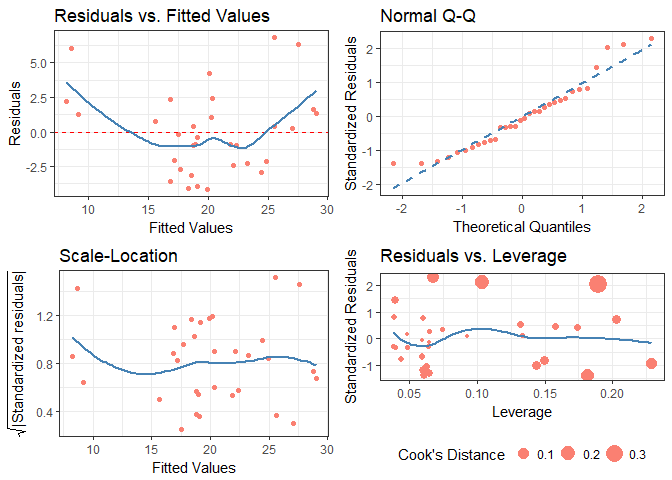 Residuals vs. Fitted Values
Residuals
5.0
2.5
0.0
-2.5
10
15
20
25
30
Fitted Values
Normal Q-Q
Standardized Residuals
2
1
0
-1
-2
-2
-1
0
1
2
Theoretical Quantiles
Scale-Location
√|Standardized residuals|
1.2
0.8
0.4
10
15
20
25
30
Fitted Values
Residuals vs. Leverage
Standardized Residuals
2
1
0
-1
0.05
0.10
0.15
0.20
Leverage
Cook's Distance
0.1
0.2
0.3